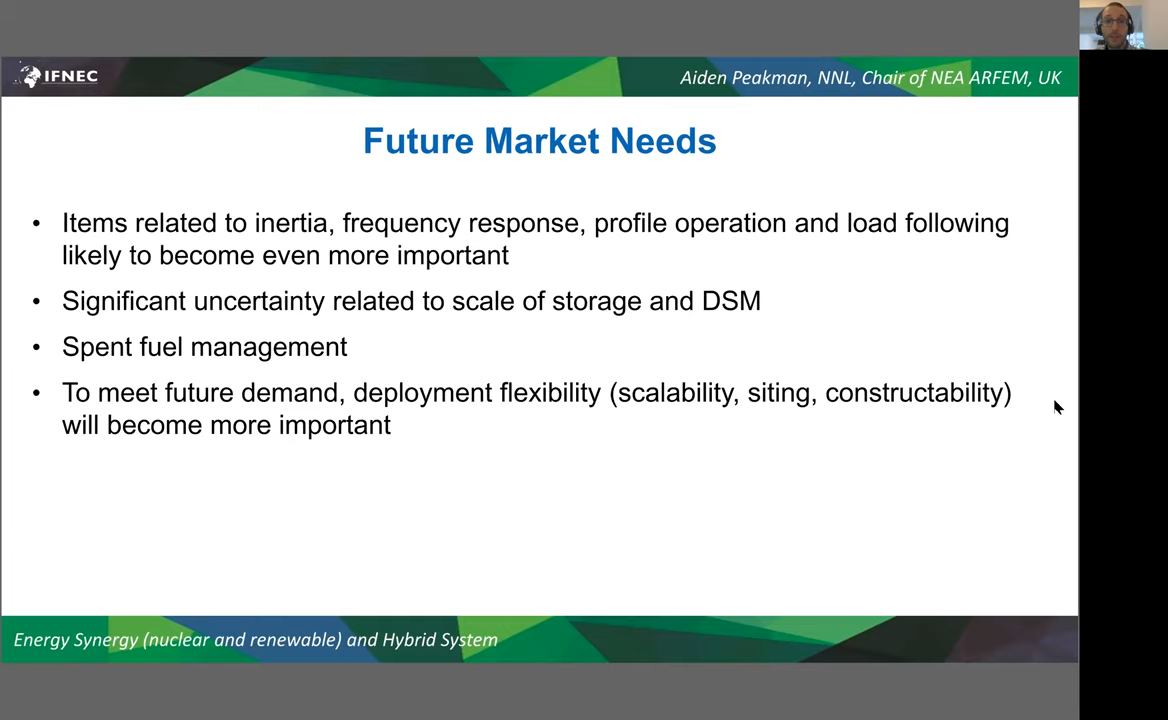 IFNEC
Aiden Peakman, NNL, Chair of NEA ARFEM, UK
Future Market Needs
• Items related to inertia, frequency response, profile operation and load following
likely to become even more important
• Significant uncertainty related to scale of storage and DSM
• Spent fuel management
• To meet future demand, deployment flexibility (scalability, siting, constructability)
will become more important
Energy Synergy (nuclear and renewable) and Hybrid System